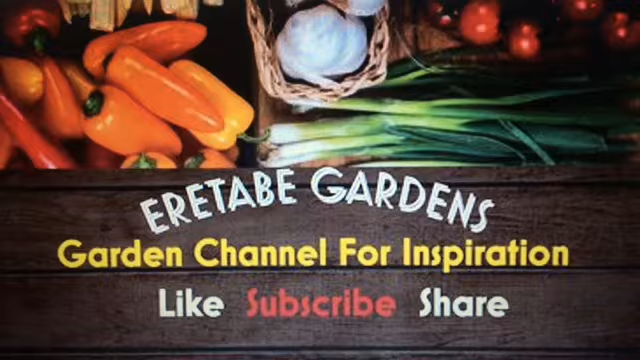 ERETABE GARDENS
Garden Channel For Inspiration
Like Subscribe Share